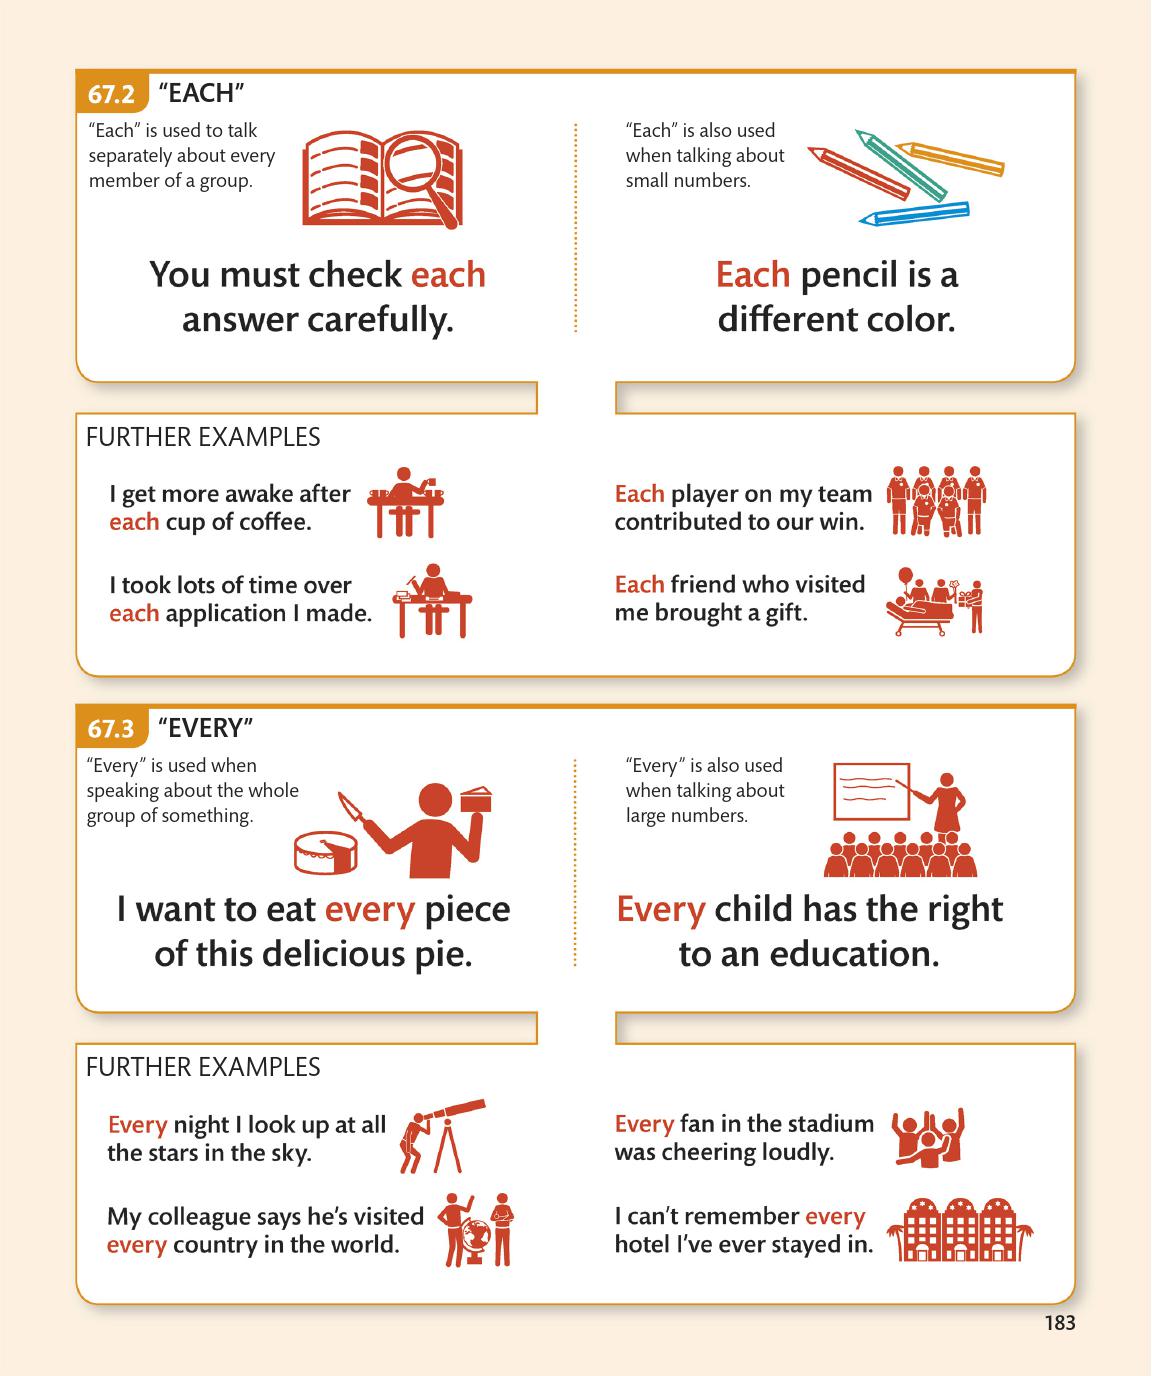 67.2 “EACH”
“Each” is used to talk
separately about every
member of a group.
You must check each
answer carefully.
“Each” is also used
when talking about
small numbers.
Each pencil is a
different color.
FURTHER EXAMPLES
I get more awake after
each cup of coffee.
I took lots of time over
each application I made.
Each player on my team
contributed to our win.
Each friend who visited
me brought a gift.
67.3 “EVERY”
“Every” is used when
speaking about the whole
group of something.
I want to eat every piece
of this delicious pie.
“Every” is also used
when talking about
large numbers.
Every child has the right
to an education.
FURTHER EXAMPLES
Every night I look up at all
the stars in the sky.
My colleague says he’s visited
every country in the world.
Every fan in the stadium
was cheering loudly.
I can’t remember every
hotel I’ve ever stayed in.
183